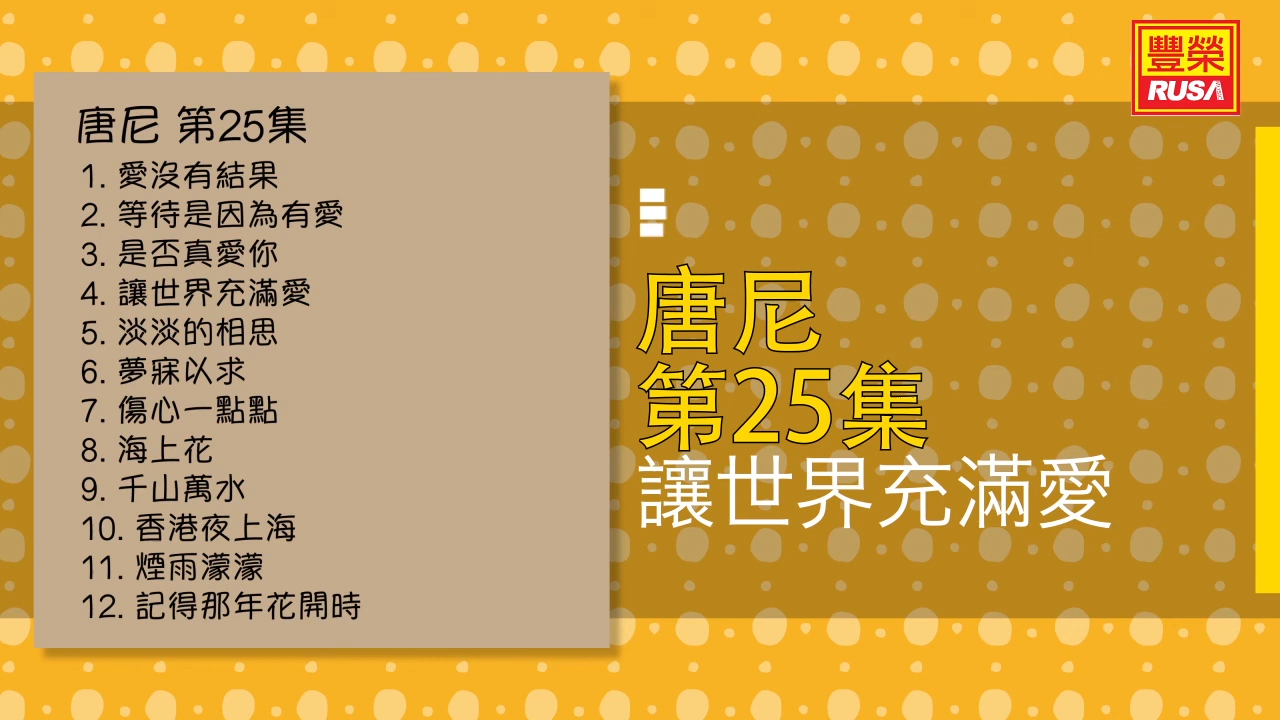 唐尼 第25集
1. 愛沒有結果
2. 等待是因為有愛
3. 是否真愛你
4. 讓世界充滿愛
5. 淡淡的相思
6. 夢寐以求
7. 傷心一點點
8. 海上花
9. 千山萬水
10. 香港夜上海
11. 煙雨濛濛
12. 記得那年花開時
豐榮
RUSA
唐尼
第25集
讓世界充滿愛